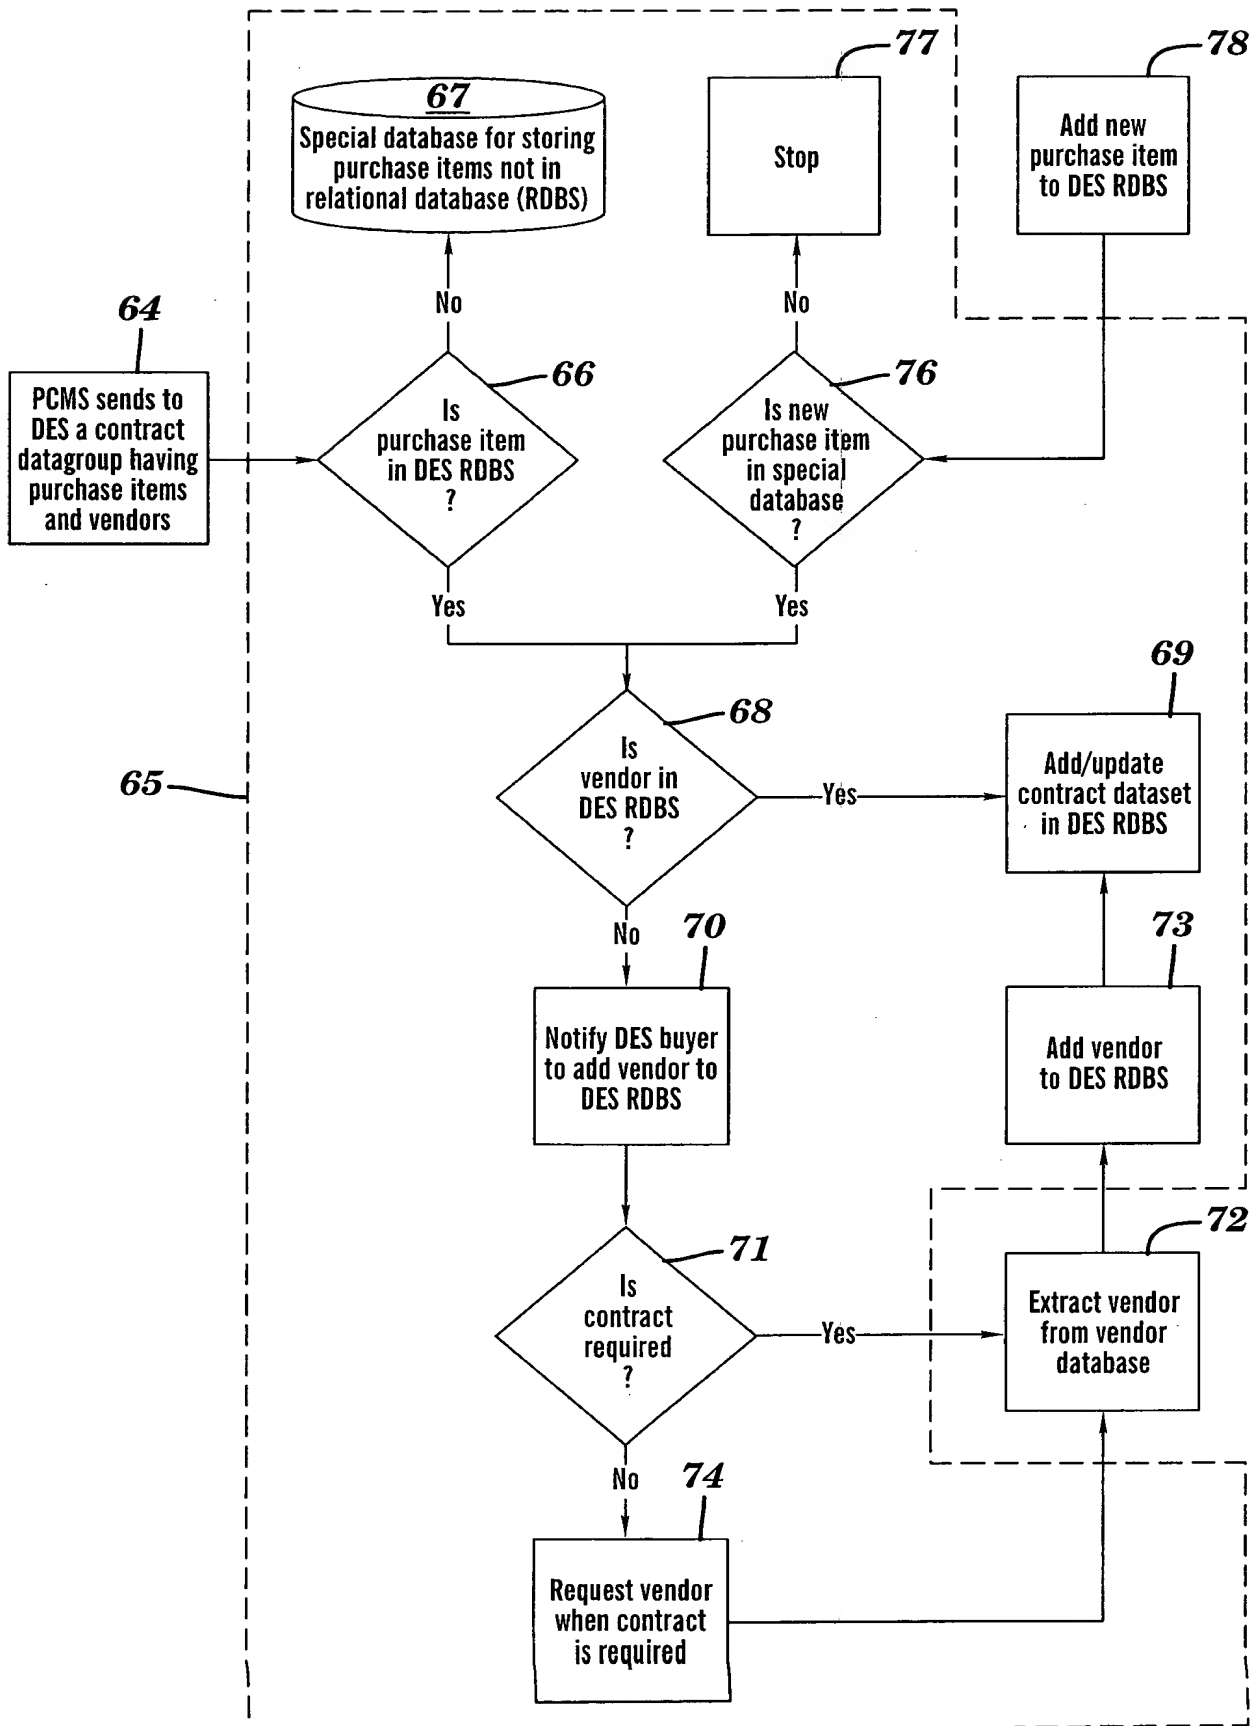 77
78
67
Special database for storing
purchase items not in
relational database (RDBS)
Stop
Add new
purchase item
to DES RDBS
No
No
64
PCMS sends to
DES a contract
datagroup having
purchase items
and vendors
66
Is
purchase item
in DES RDBS
?
76
Is new
purchase item
in special
database
?
Yes
Yes
65
68
Is
vendor in
DES RDBS
?
Yes
69
Add/update
contract dataset
in DES RDBS
No
70
Notify DES buyer
to add vendor to
DES RDBS
73
Add vendor
to DES RDBS
71
Is
contract
required
?
Yes
72
Extract vendor
from vendor
database
No
74
Request vendor
when contract
is required